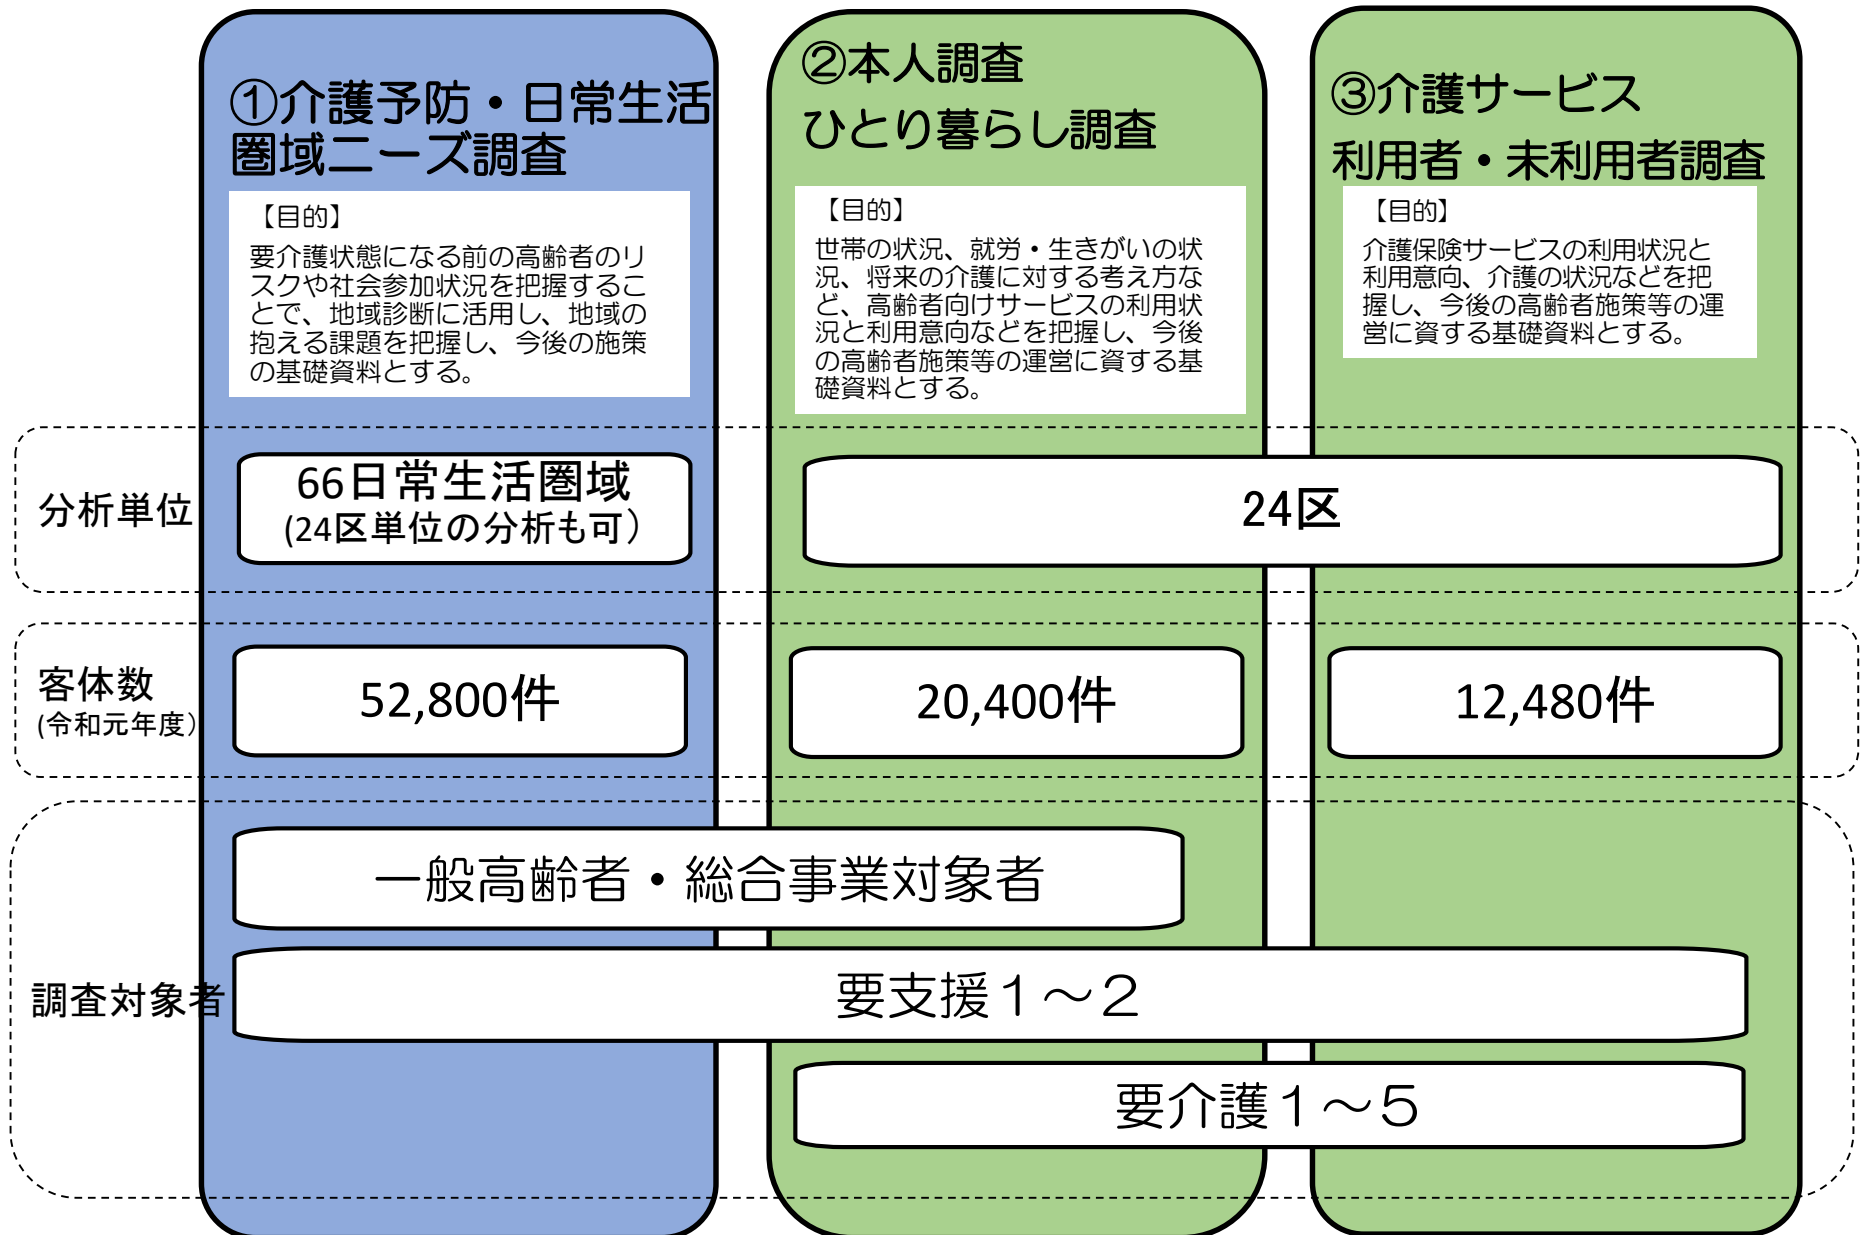 ①介護予防・日常生活
圏域ニーズ調査
【目的】
要介護状態になる前の高齢者のリ
スクや社会参加状況を把握するこ
とで、地域診断に活用し、地域の
抱える課題を把握し、今後の施策
の基礎資料とする。
②本人調査
ひとり暮らし調査
【目的】
世帯の状況、就労・生きがいの状
況、将来の介護に対する考え方な
ど、高齢者向けサービスの利用状
況と利用意向などを把握し、今後
の高齢者施策等の運営に資する基
礎資料とする。
③介護サービス
利用者・未利用者調査
【目的】
介護保険サービスの利用状況と
利用意向、介護の状況などを把
握し、今後の高齢者施策等の運
営に資する基礎資料とする。
分析単位
66日常生活圏域
(24区単位の分析も可）
24区
客体数
(令和元年度）
52,800件
20,400件
12,480件
調査対象者
一般高齢者・総合事業対象者
要支援１～２
要介護１～５